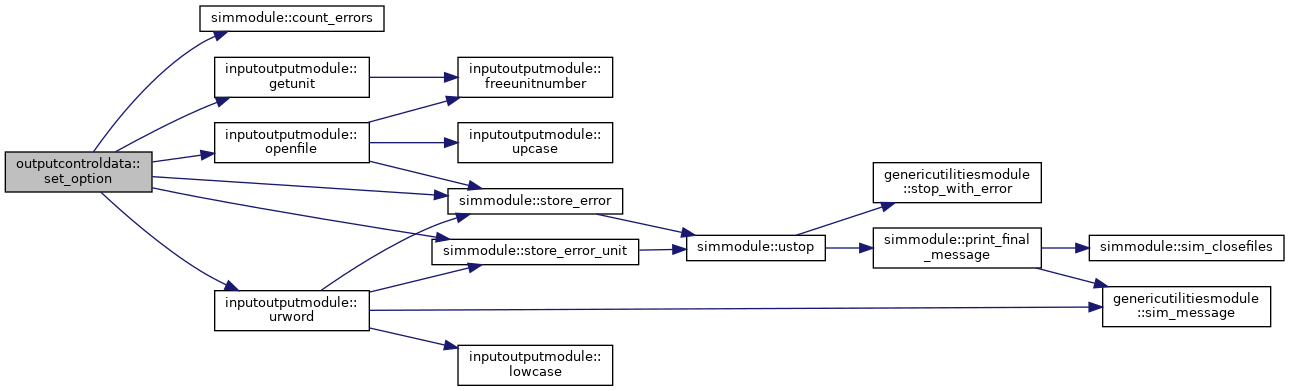 simmodule::count_errors
inputoutputmodule::
getunit
inputoutputmodule::
freeunitnumber
inputoutputmodule::
openfile
inputoutputmodule::
upcase
outputcontroldata::
set_option
genericutilitiesmodule
::stop_with_error
simmodule::store_error
simmodule::store_error_unit
simmodule::ustop
simmodule::print_final
_message
simmodule::sim_closefiles
inputoutputmodule::
urword
genericutilitiesmodule
::sim_message
inputoutputmodule::
lowcase